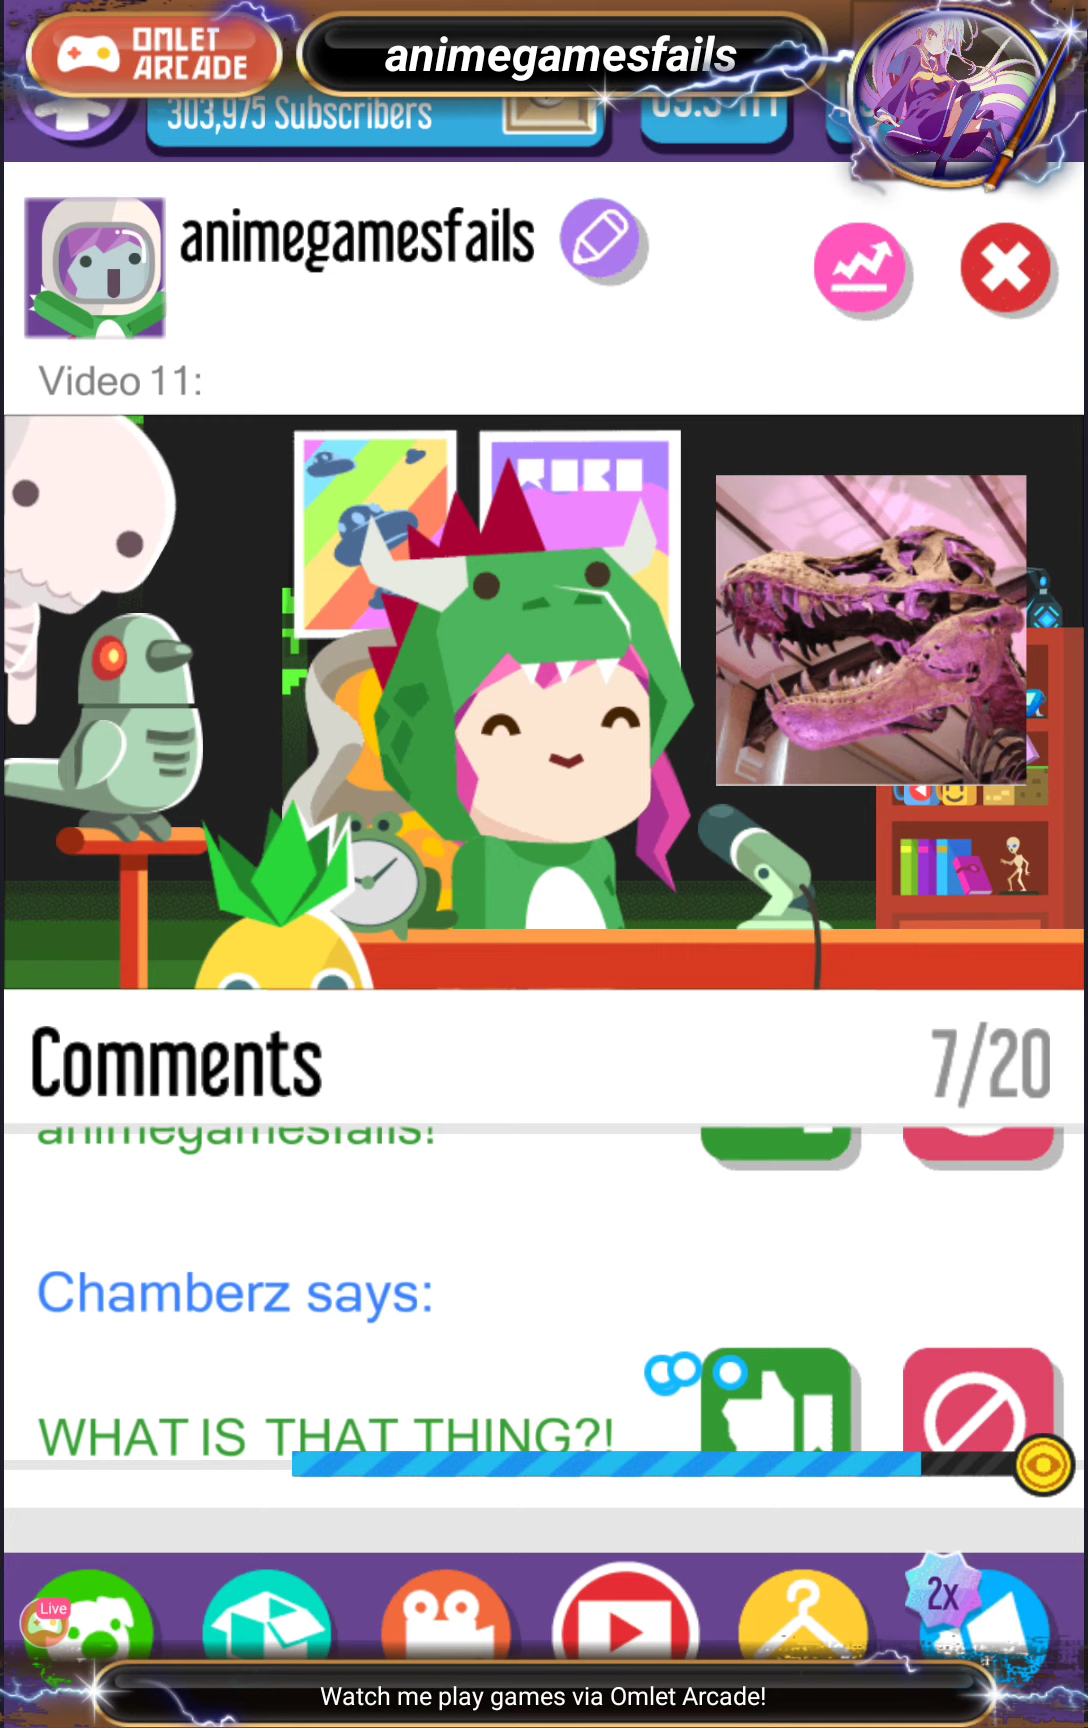 OMLET
ARCADE
animegamesfails
303,975 Subscribers
animegamesfails
Video 11:
Comments
7/20
animegamesfails!
Chamberz says:
WHAT IS THAT THING?!
2x
Live
Watch me play games via Omlet Arcade!